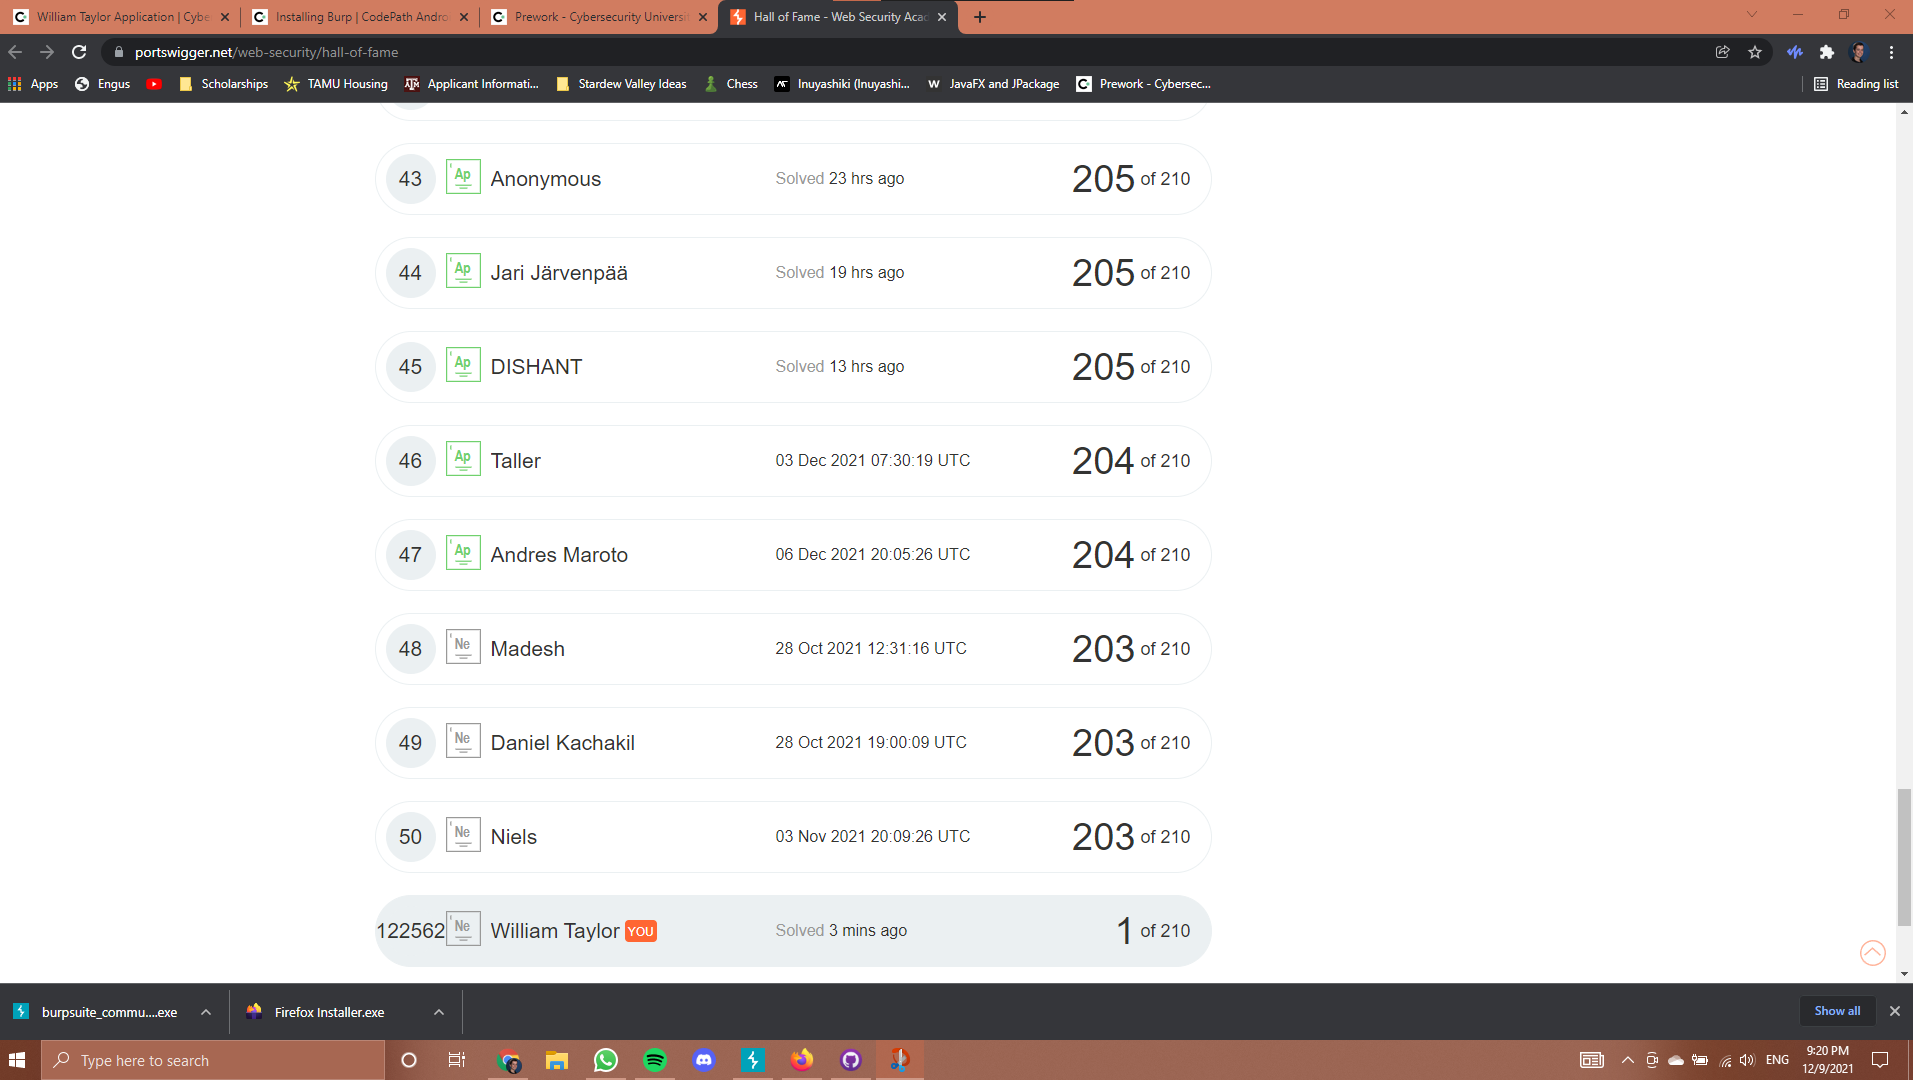 William Taylor Application | Cybe
Installing Burp | CodePath Andro
Prework - Cybersecurity Universit
Hall of Fame - Web Security Acad
portswigger.net/web-security/hall-of-fame
Apps
Engus
Scholarships
TAMU Housing
Applicant Informati...
Stardew Valley Ideas
Chess
Inuyashiki (Inuyashi...
JavaFX and JPackage
Prework - Cybersec...
Reading list
43 Ap Anonymous Solved 23 hrs ago 205 of 210
44 Ap Jari Järvenpää Solved 19 hrs ago 205 of 210
45 Ap DISHANT Solved 13 hrs ago 205 of 210
46 Ap Taller 03 Dec 2021 07:30:19 UTC 204 of 210
47 Ap Andres Maroto 06 Dec 2021 20:05:26 UTC 204 of 210
48 Ne Madesh 28 Oct 2021 12:31:16 UTC 203 of 210
49 Ne Daniel Kachakil 28 Oct 2021 19:00:09 UTC 203 of 210
50 Ne Niels 03 Nov 2021 20:09:26 UTC 203 of 210
122562 Ne William Taylor YOU Solved 3 mins ago 1 of 210
burpsuite_commu....exe
Firefox Installer.exe
Show all
Type here to search
ENG
9:20 PM
12/9/2021